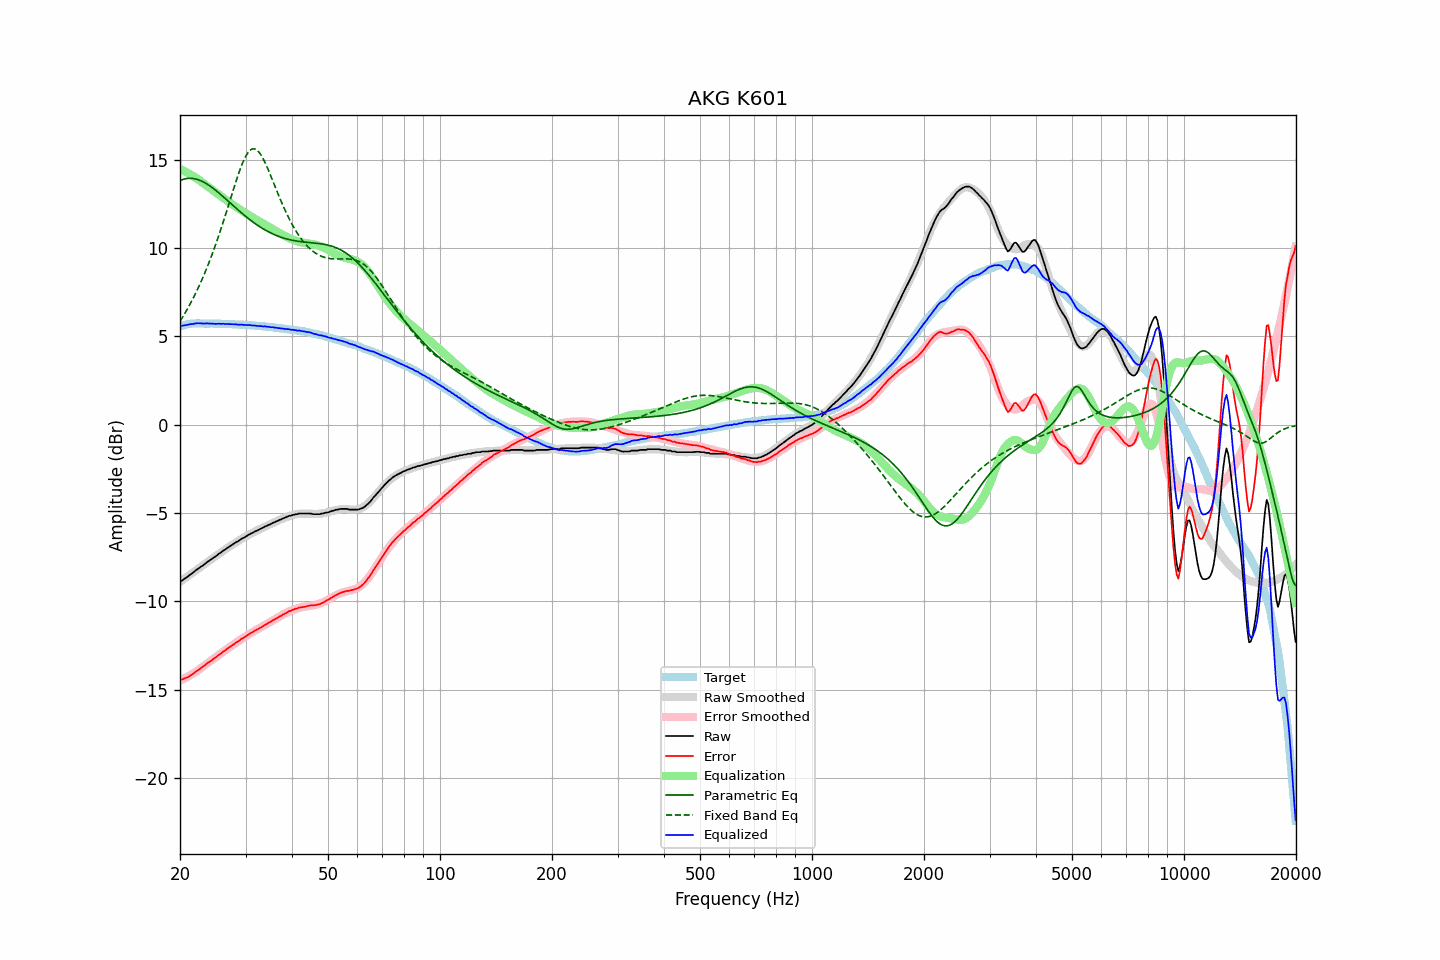 AKG K601
Amplitude (dBr)
15
10
5
0
−5
−10
−15
−20
Target
Raw Smoothed
Error Smoothed
Raw
Error
Equalization
Parametric Eq
Fixed Band Eq
Equalized
20 50 100 200 500 1000 2000 5000 10000 20000
Frequency (Hz)